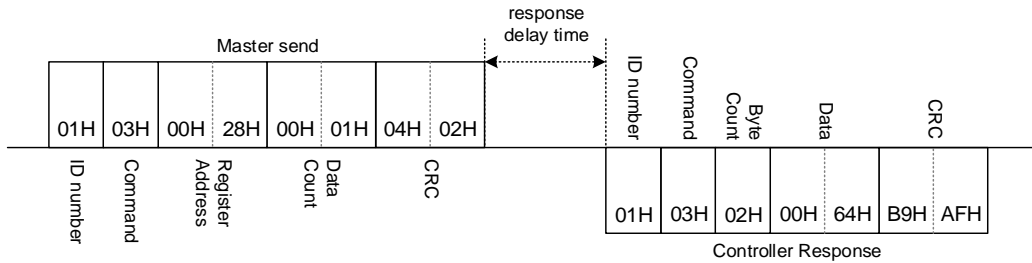 response
delay time
Master send
01H 03H 00H 28H 00H 01H 04H 02H
ID number
Command
Register
Address
Data
Count
CRC
ID number
Command
Byte
Count
Data
CRC
01H 03H 02H 00H 64H B9H AFH
Controller Response